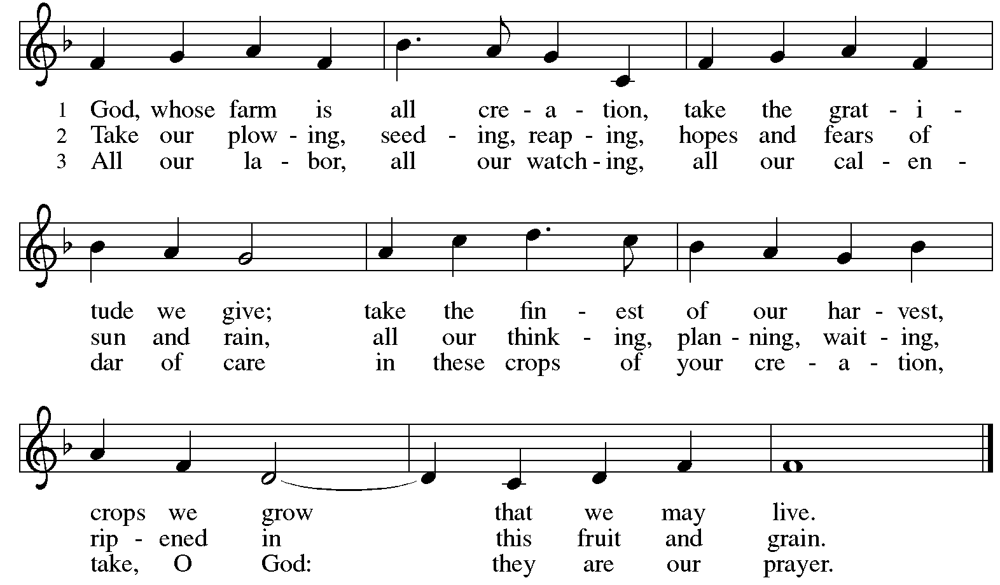 1 God, whose farm is all cre - a - tion, take the grat - i -
2 Take our plow - ing, seed - ing, reap - ing, hopes and fears of
3 All our la - bor, all our watch - ing, all our cal - en -
tude we give; take the fin - est of our har - vest,
sun and rain, all our think - ing, plan - ning, wait - ing,
dar of care in these crops of your cre - a - tion,
crops we grow that we may live.
rip - ened in this fruit and grain.
take, O God: they are our prayer.